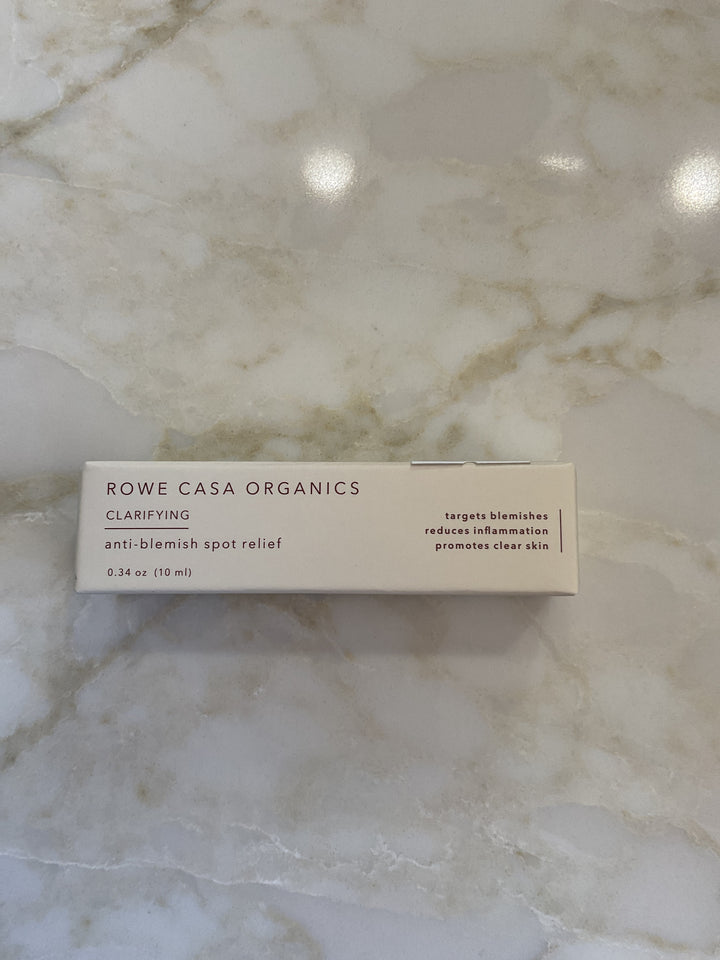 ROWE CASA ORGANICS
CLARIFYING
anti-blemish spot relief
0.34 oz (10 ml)
targets blemishes
reduces inflammation
promotes clear skin